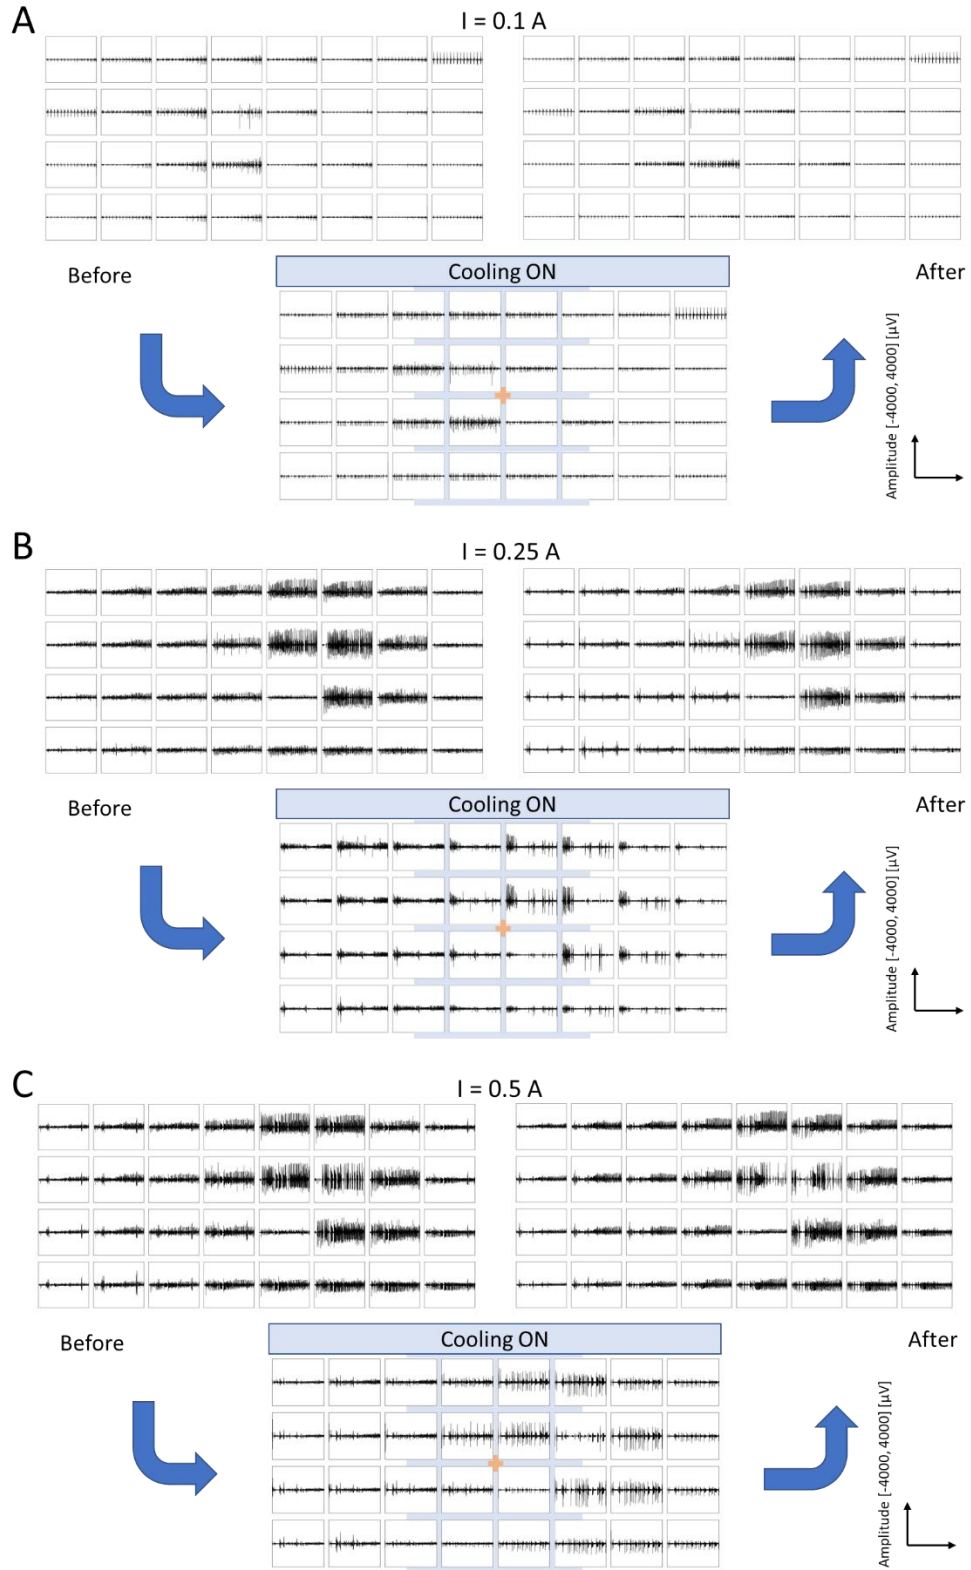 A
I = 0.1 A
Before
Cooling ON
After
Amplitude [-4000, 4000] [µV]
B
I = 0.25 A
Before
Cooling ON
After
Amplitude [-4000, 4000] [µV]
C
I = 0.5 A
Before
Cooling ON
After
Amplitude [-4000, 4000] [µV]